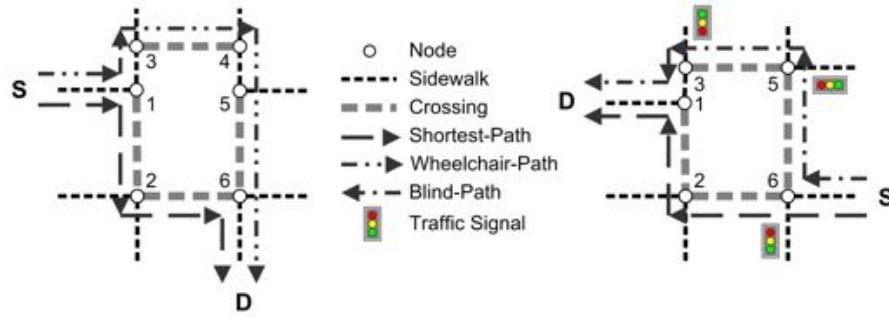 3
4
S
1
5
2
6
D
Node
Sidewalk
Crossing
Shortest-Path
Wheelchair-Path
Blind-Path
Traffic Signal
3
5
D
1
2
6
S